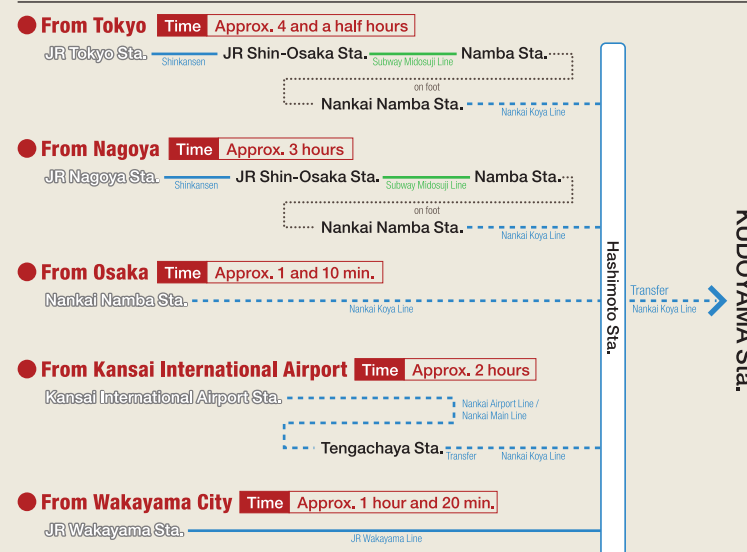 From Tokyo Time Approx. 4 and a half hours
JR Tokyo Sta. Shinkansen JR Shin-Osaka Sta. Subway Midosuji Line Namba Sta.
on foot
Nankai Namba Sta. Nankai Koya Line
From Nagoya Time Approx. 3 hours
JR Nagoya Sta. Shinkansen JR Shin-Osaka Sta. Subway Midosuji Line Namba Sta.
on foot
Nankai Namba Sta. Nankai Koya Line
From Osaka Time Approx. 1 and 10 min.
Nankai Namba Sta. Nankai Koya Line
From Kansai International Airport Time Approx. 2 hours
Kansai International Airport Sta. Nankai Airport Line /
Nankai Main Line
Tengachaya Sta. Transfer Nankai Koya Line
From Wakayama City Time Approx. 1 hour and 20 min.
JR Wakayama Sta. JR Wakayama Line
Hashimoto Sta.
Transfer
Nankai Koya Line
KUDOYAMA Sta.